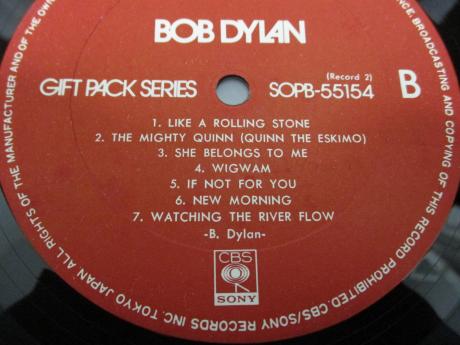 BOB DYLAN
GIFT PACK SERIES
(Record 2)
SOPB-55154
B
1. LIKE A ROLLING STONE
2. THE MIGHTY QUINN (QUINN THE ESKIMO)
3. SHE BELONGS TO ME
4. WIGWAM
5. IF NOT FOR YOU
6. NEW MORNING
7. WATCHING THE RIVER FLOW
-B. Dylan-
CBS
SONY
MANUFACTURER AND OF THE OWN
BROADCASTING AND COPYING OF THIS RECORD PROHIBITED. CBS/SONY RECORDS INC. TOKYO JAPAN ALL RIGHTS OF THE